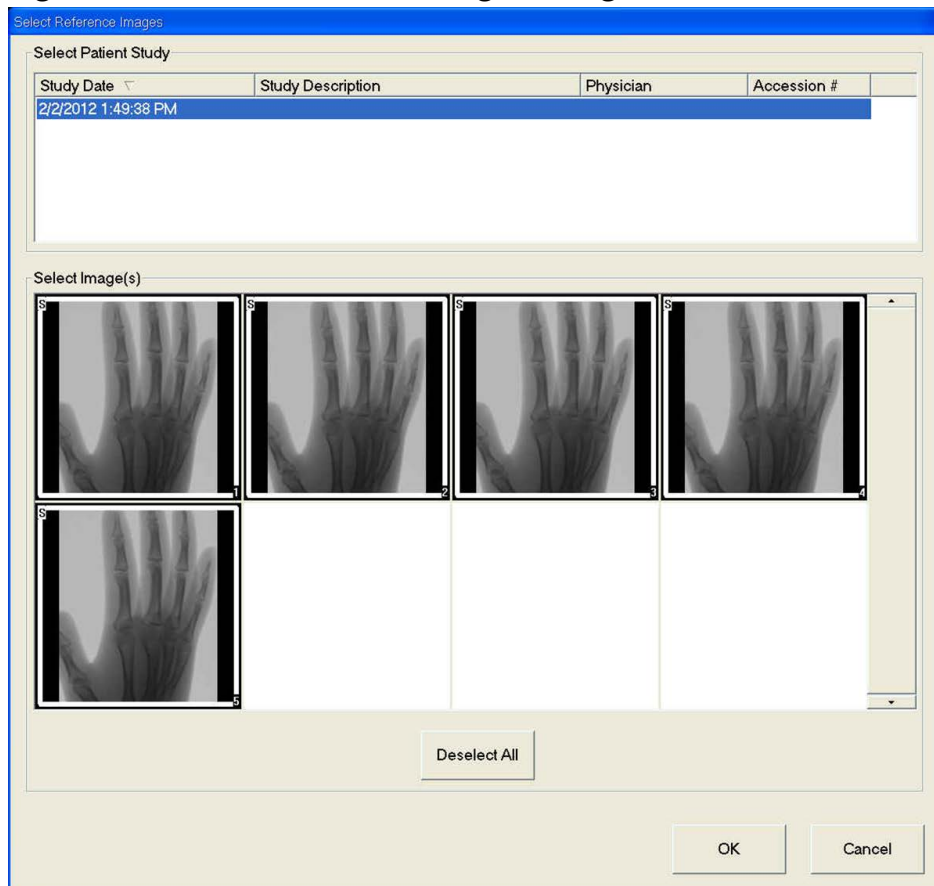 Select Reference Images
Select Patient Study
Study Date Study Description Physician Accession #
2/2/2012 1:49:38 PM
Select Image(s)
S S S S
1 2 3 4
S
5
Deselect All
OK Cancel